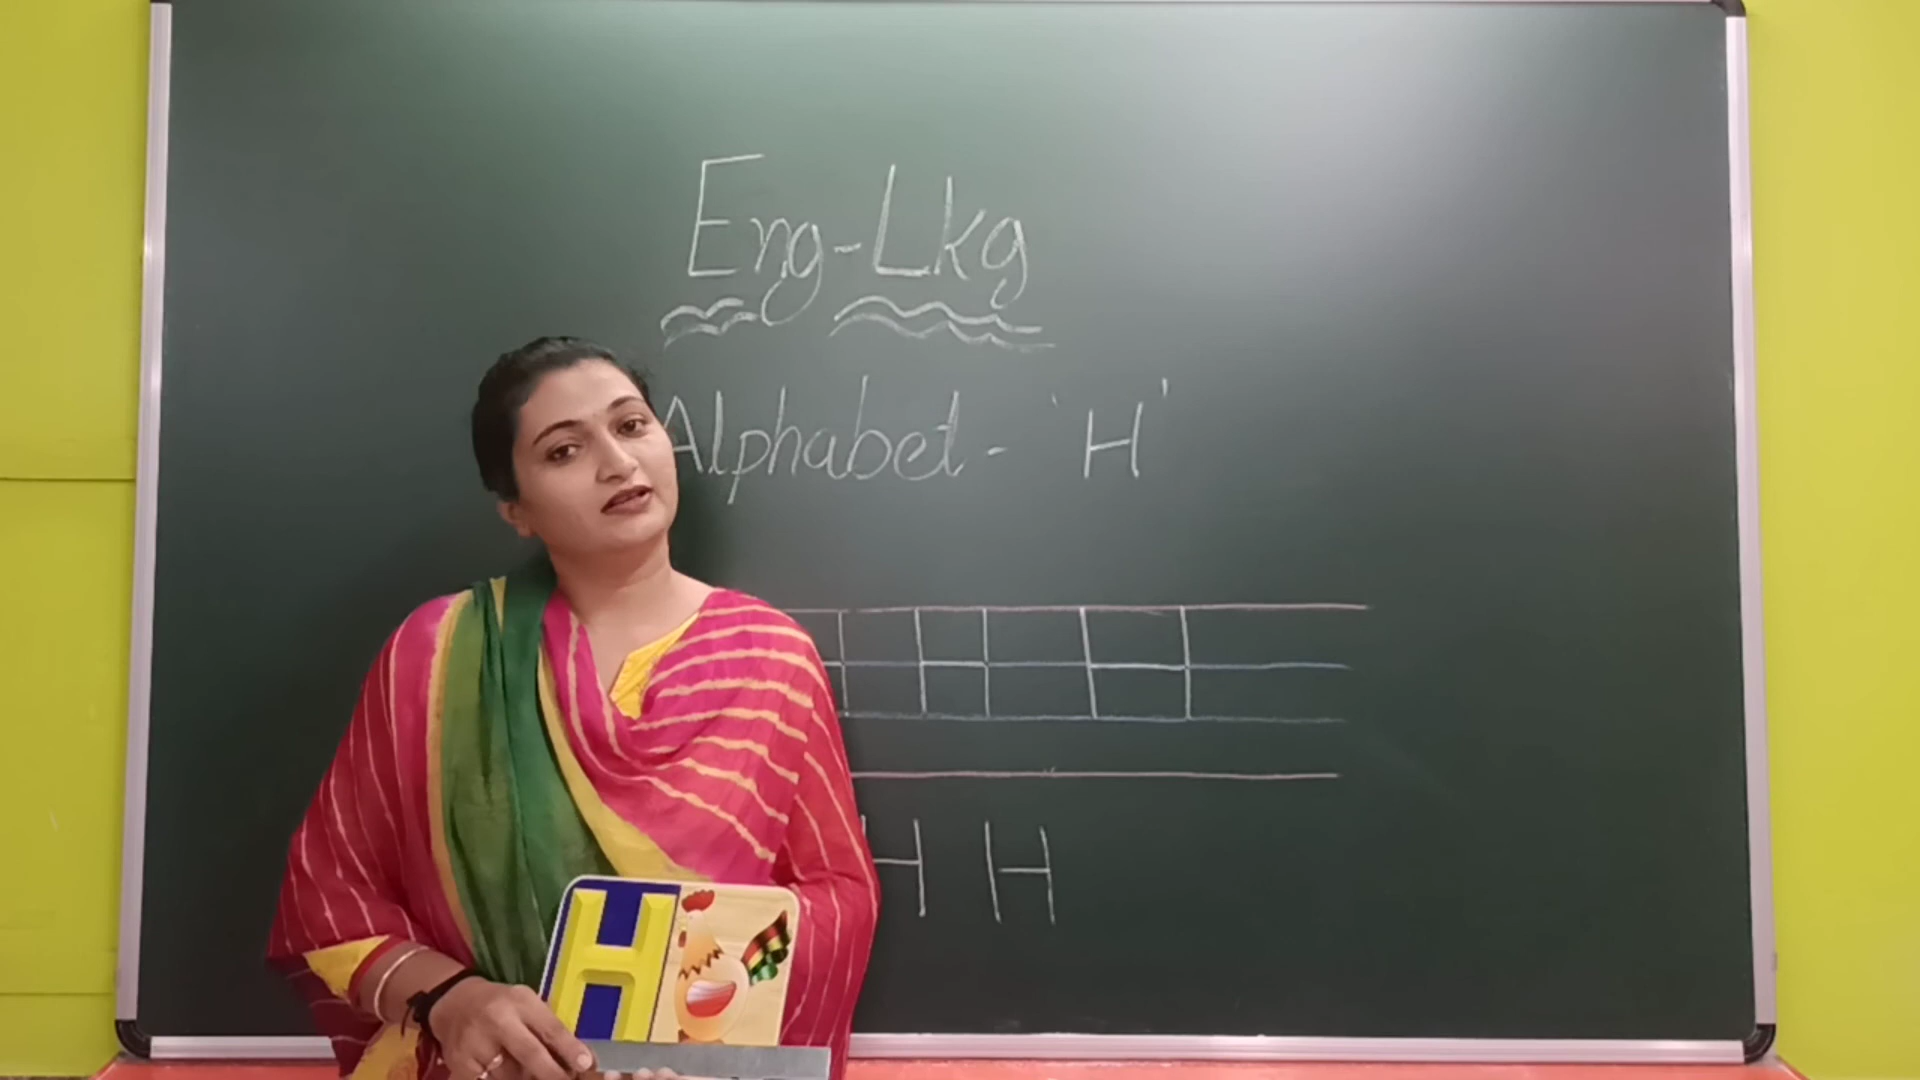 Eng-Lkg
Alphabet - 'H'
H H
H H
H